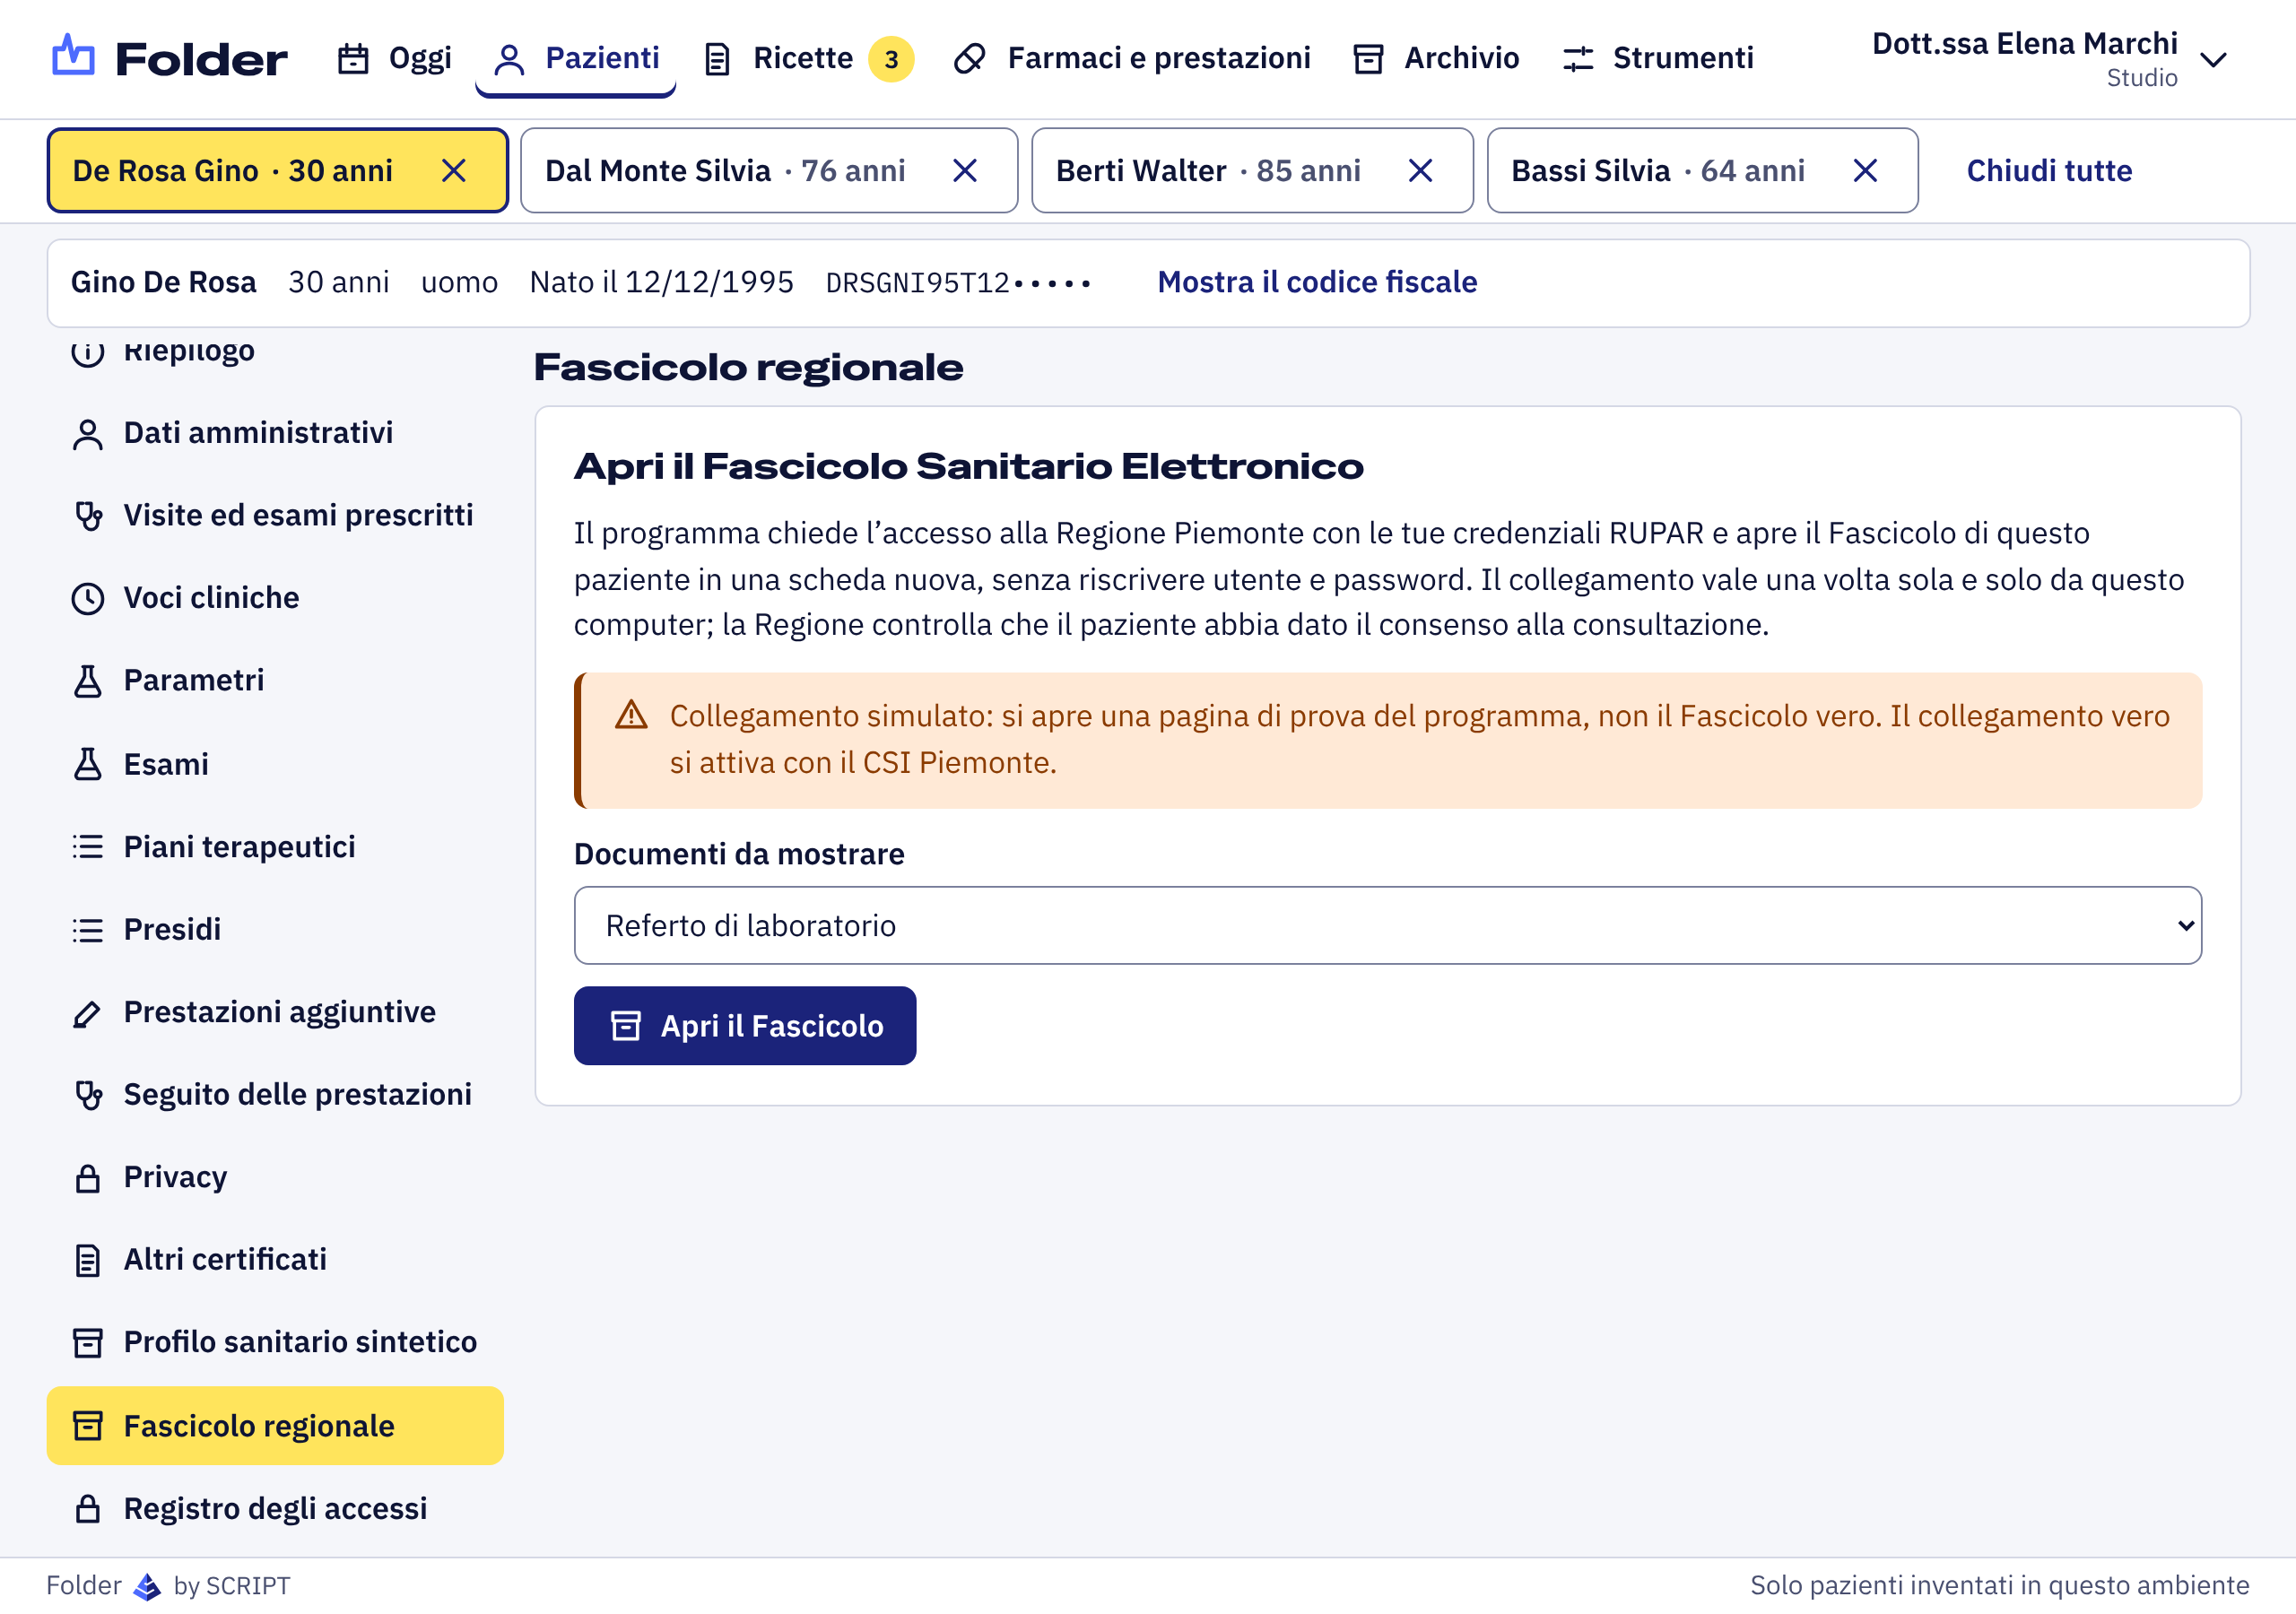 Folder
Oggi
Pazienti
Ricette 3
Farmaci e prestazioni
Archivio
Strumenti
Dott.ssa Elena Marchi
Studio
De Rosa Gino · 30 anni
Dal Monte Silvia · 76 anni
Berti Walter · 85 anni
Bassi Silvia · 64 anni
Chiudi tutte
Gino De Rosa 30 anni uomo Nato il 12/12/1995 DRSGNI95T12••••• Mostra il codice fiscale
Riepilogo
Dati amministrativi
Visite ed esami prescritti
Voci cliniche
Parametri
Esami
Piani terapeutici
Presidi
Prestazioni aggiuntive
Seguito delle prestazioni
Privacy
Altri certificati
Profilo sanitario sintetico
Fascicolo regionale
Registro degli accessi
Fascicolo regionale
Apri il Fascicolo Sanitario Elettronico
Il programma chiede l’accesso alla Regione Piemonte con le tue credenziali RUPAR e apre il Fascicolo di questo
paziente in una scheda nuova, senza riscrivere utente e password. Il collegamento vale una volta sola e solo da questo
computer; la Regione controlla che il paziente abbia dato il consenso alla consultazione.
Collegamento simulato: si apre una pagina di prova del programma, non il Fascicolo vero. Il collegamento vero
si attiva con il CSI Piemonte.
Documenti da mostrare
Referto di laboratorio
Apri il Fascicolo
Folder by SCRIPT
Solo pazienti inventati in questo ambiente